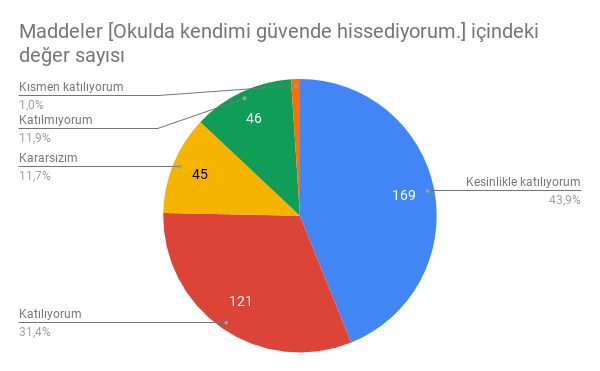 Maddeler [Okulda kendimi güvende hissediyorum.] içindeki
değer sayısı
Kısmen katılıyorum
1,0%
Katılmıyorum
11,9%
46
Kararsızım
11,7%
45
Kesinlikle katılıyorum
43,9%
169
121
Katılıyorum
31,4%